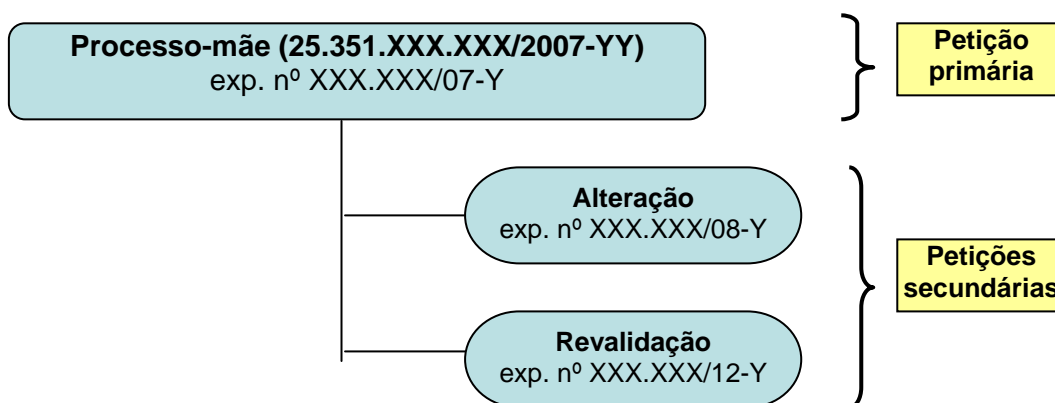 Processo-mãe (25.351.XXX.XXX/2007-YY)
exp. nº XXX.XXX/07-Y
Petição
primária
Alteração
exp. nº XXX.XXX/08-Y
Petições
secundárias
Revalidação
exp. nº XXX.XXX/12-Y